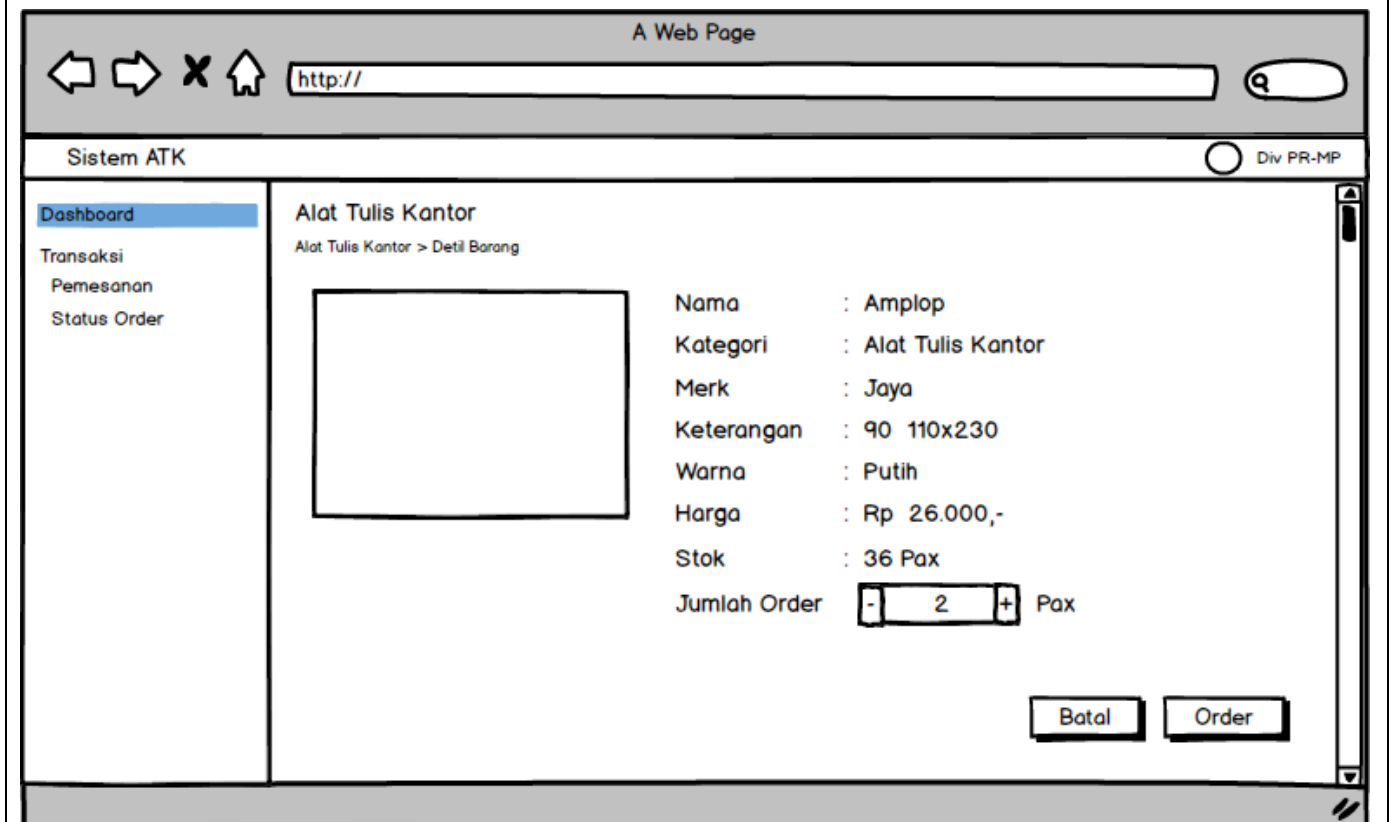 A Web Page
http://
Sistem ATK
Div PR-MP
Dashboard
Transaksi
Pemesanan
Status Order
Alat Tulis Kantor
Alat Tulis Kantor > Detil Barang
Nama : Amplop
Kategori : Alat Tulis Kantor
Merk : Jaya
Keterangan : 90 110x230
Warna : Putih
Harga : Rp 26.000,-
Stok : 36 Pax
Jumlah Order - 2 + Pax
Batal Order